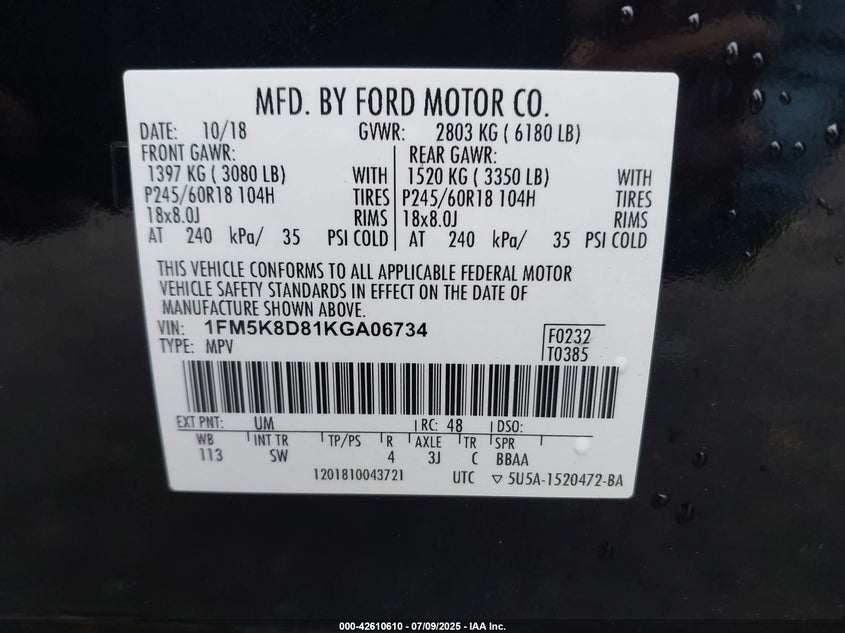 MFD. BY FORD MOTOR CO.
DATE: 10/18 GVWR: 2803 KG ( 6180 LB)
FRONT GAWR: REAR GAWR:
1397 KG ( 3080 LB) WITH 1520 KG ( 3350 LB) WITH
P245/60R18 104H TIRES P245/60R18 104H TIRES
18x8.0J RIMS 18x8.0J RIMS
AT 240 kPa/ 35 PSI COLD AT 240 kPa/ 35 PSI COLD
THIS VEHICLE CONFORMS TO ALL APPLICABLE FEDERAL MOTOR
VEHICLE SAFETY STANDARDS IN EFFECT ON THE DATE OF
MANUFACTURE SHOWN ABOVE.
VIN: 1FM5K8D81KGA06734 F0232
TYPE: MPV T0385
EXT PNT: UM RC: 48 DSO:
WB INT TR TP/PS R AXLE TR SPR
113 SW 4 3J C BBAA
1201810043721 UTC ▽ 5U5A-1520472-BA
000-42610610 - 07/09/2025 - IAA Inc.